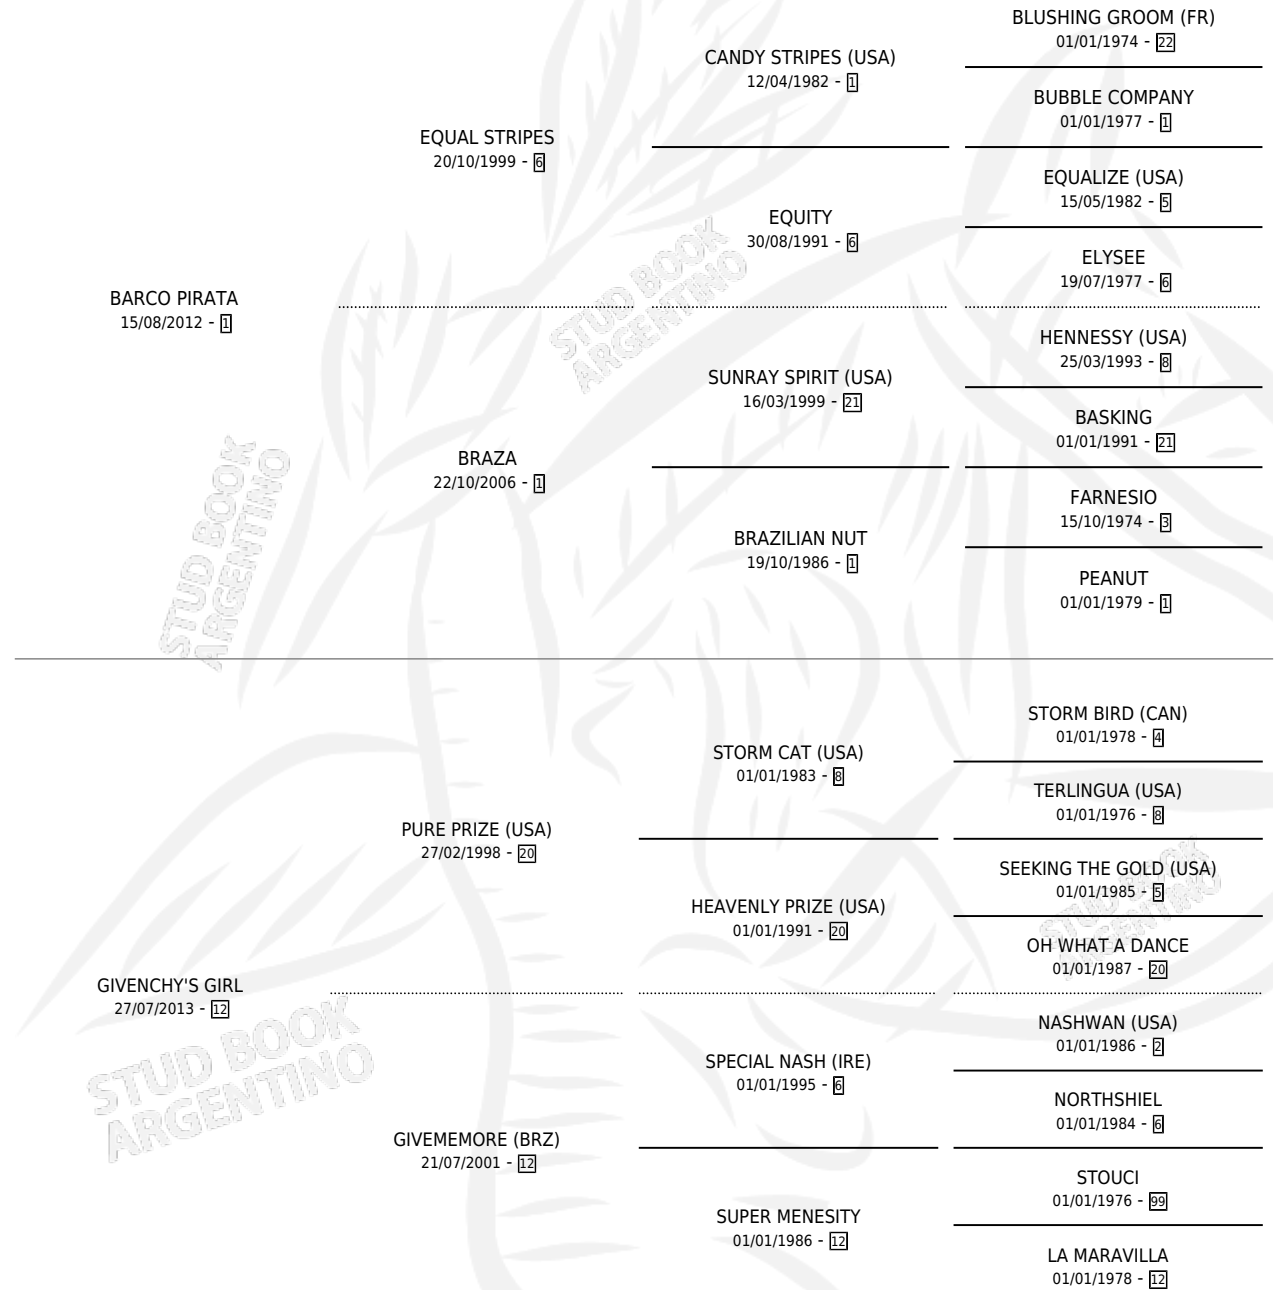 BLUSHING GROOM (FR)
01/01/1974 - 22
CANDY STRIPES (USA)
12/04/1982 - 1
BUBBLE COMPANY
01/01/1977 - 1
EQUAL STRIPES
20/10/1999 - 6
EQUALIZE (USA)
15/05/1982 - 5
EQUITY
30/08/1991 - 6
ELYSEE
19/07/1977 - 6
BARCO PIRATA
15/08/2012 - 1
HENNESSY (USA)
25/03/1993 - 8
SUNRAY SPIRIT (USA)
16/03/1999 - 21
BASKING
01/01/1991 - 21
BRAZA
22/10/2006 - 1
FARNESIO
15/10/1974 - 3
BRAZILIAN NUT
19/10/1986 - 1
PEANUT
01/01/1979 - 1
STORM BIRD (CAN)
01/01/1978 - 4
STORM CAT (USA)
01/01/1983 - 8
TERLINGUA (USA)
01/01/1976 - 8
PURE PRIZE (USA)
27/02/1998 - 20
SEEKING THE GOLD (USA)
01/01/1985 - 5
HEAVENLY PRIZE (USA)
01/01/1991 - 20
OH WHAT A DANCE
01/01/1987 - 20
GIVENCHY'S GIRL
27/07/2013 - 12
NASHWAN (USA)
01/01/1986 - 2
SPECIAL NASH (IRE)
01/01/1995 - 6
NORTHSHIEL
01/01/1984 - 6
GIVEMEMORE (BRZ)
21/07/2001 - 12
STOUCI
01/01/1976 - 99
SUPER MENESITY
01/01/1986 - 12
LA MARAVILLA
01/01/1978 - 12
STUD BOOK
ARGENTINO
STUD BOOK
ARGENTINO
STUD BOOK
ARGENTINO
STUD BOOK
ARGENTINO